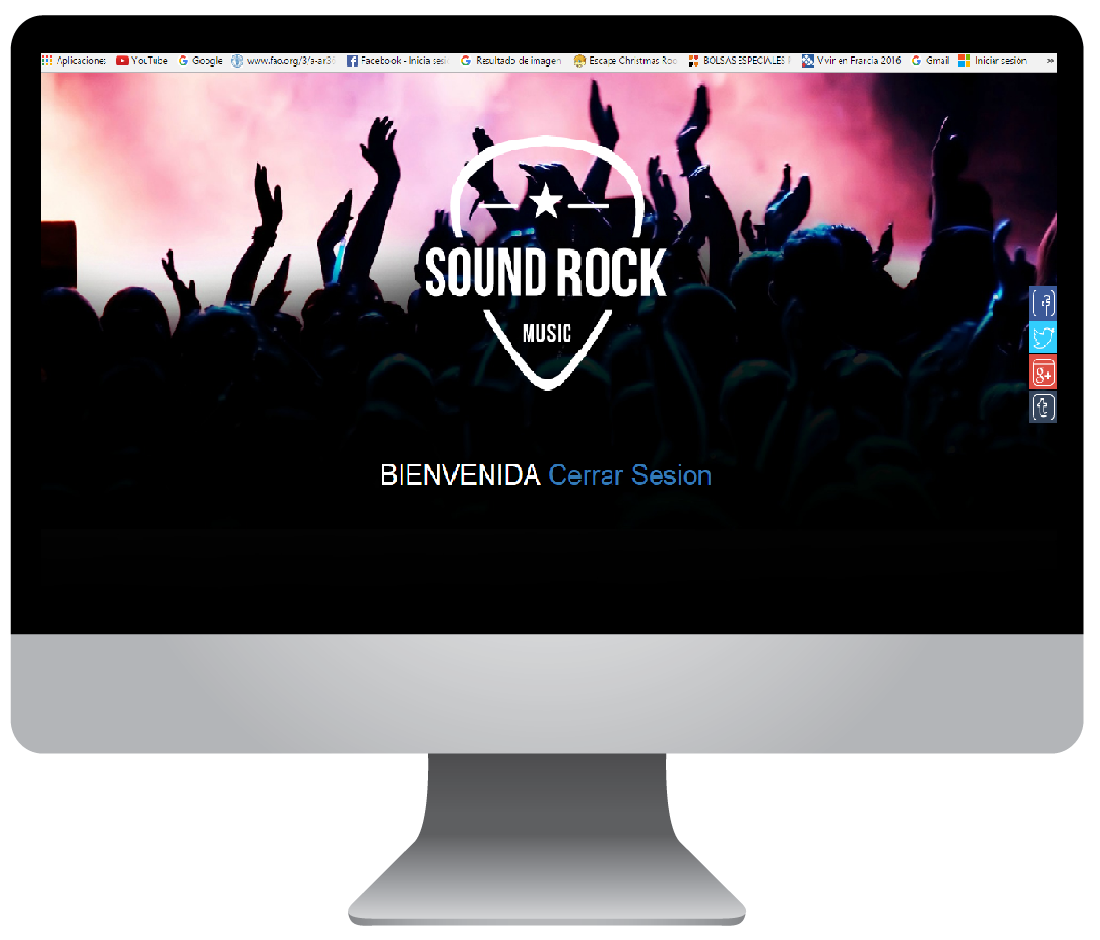 Aplicaciones YouTube Google www.fao.org/3/a-ar3 Facebook - Inicia sesi Resultado de imagen Escape Christmas Roo BOLSAS ESPECIALES Vivir en Francia 2016 Gmail Iniciar sesión »
SOUND ROCK
MUSIC
f
g+
t
BIENVENIDA Cerrar Sesion